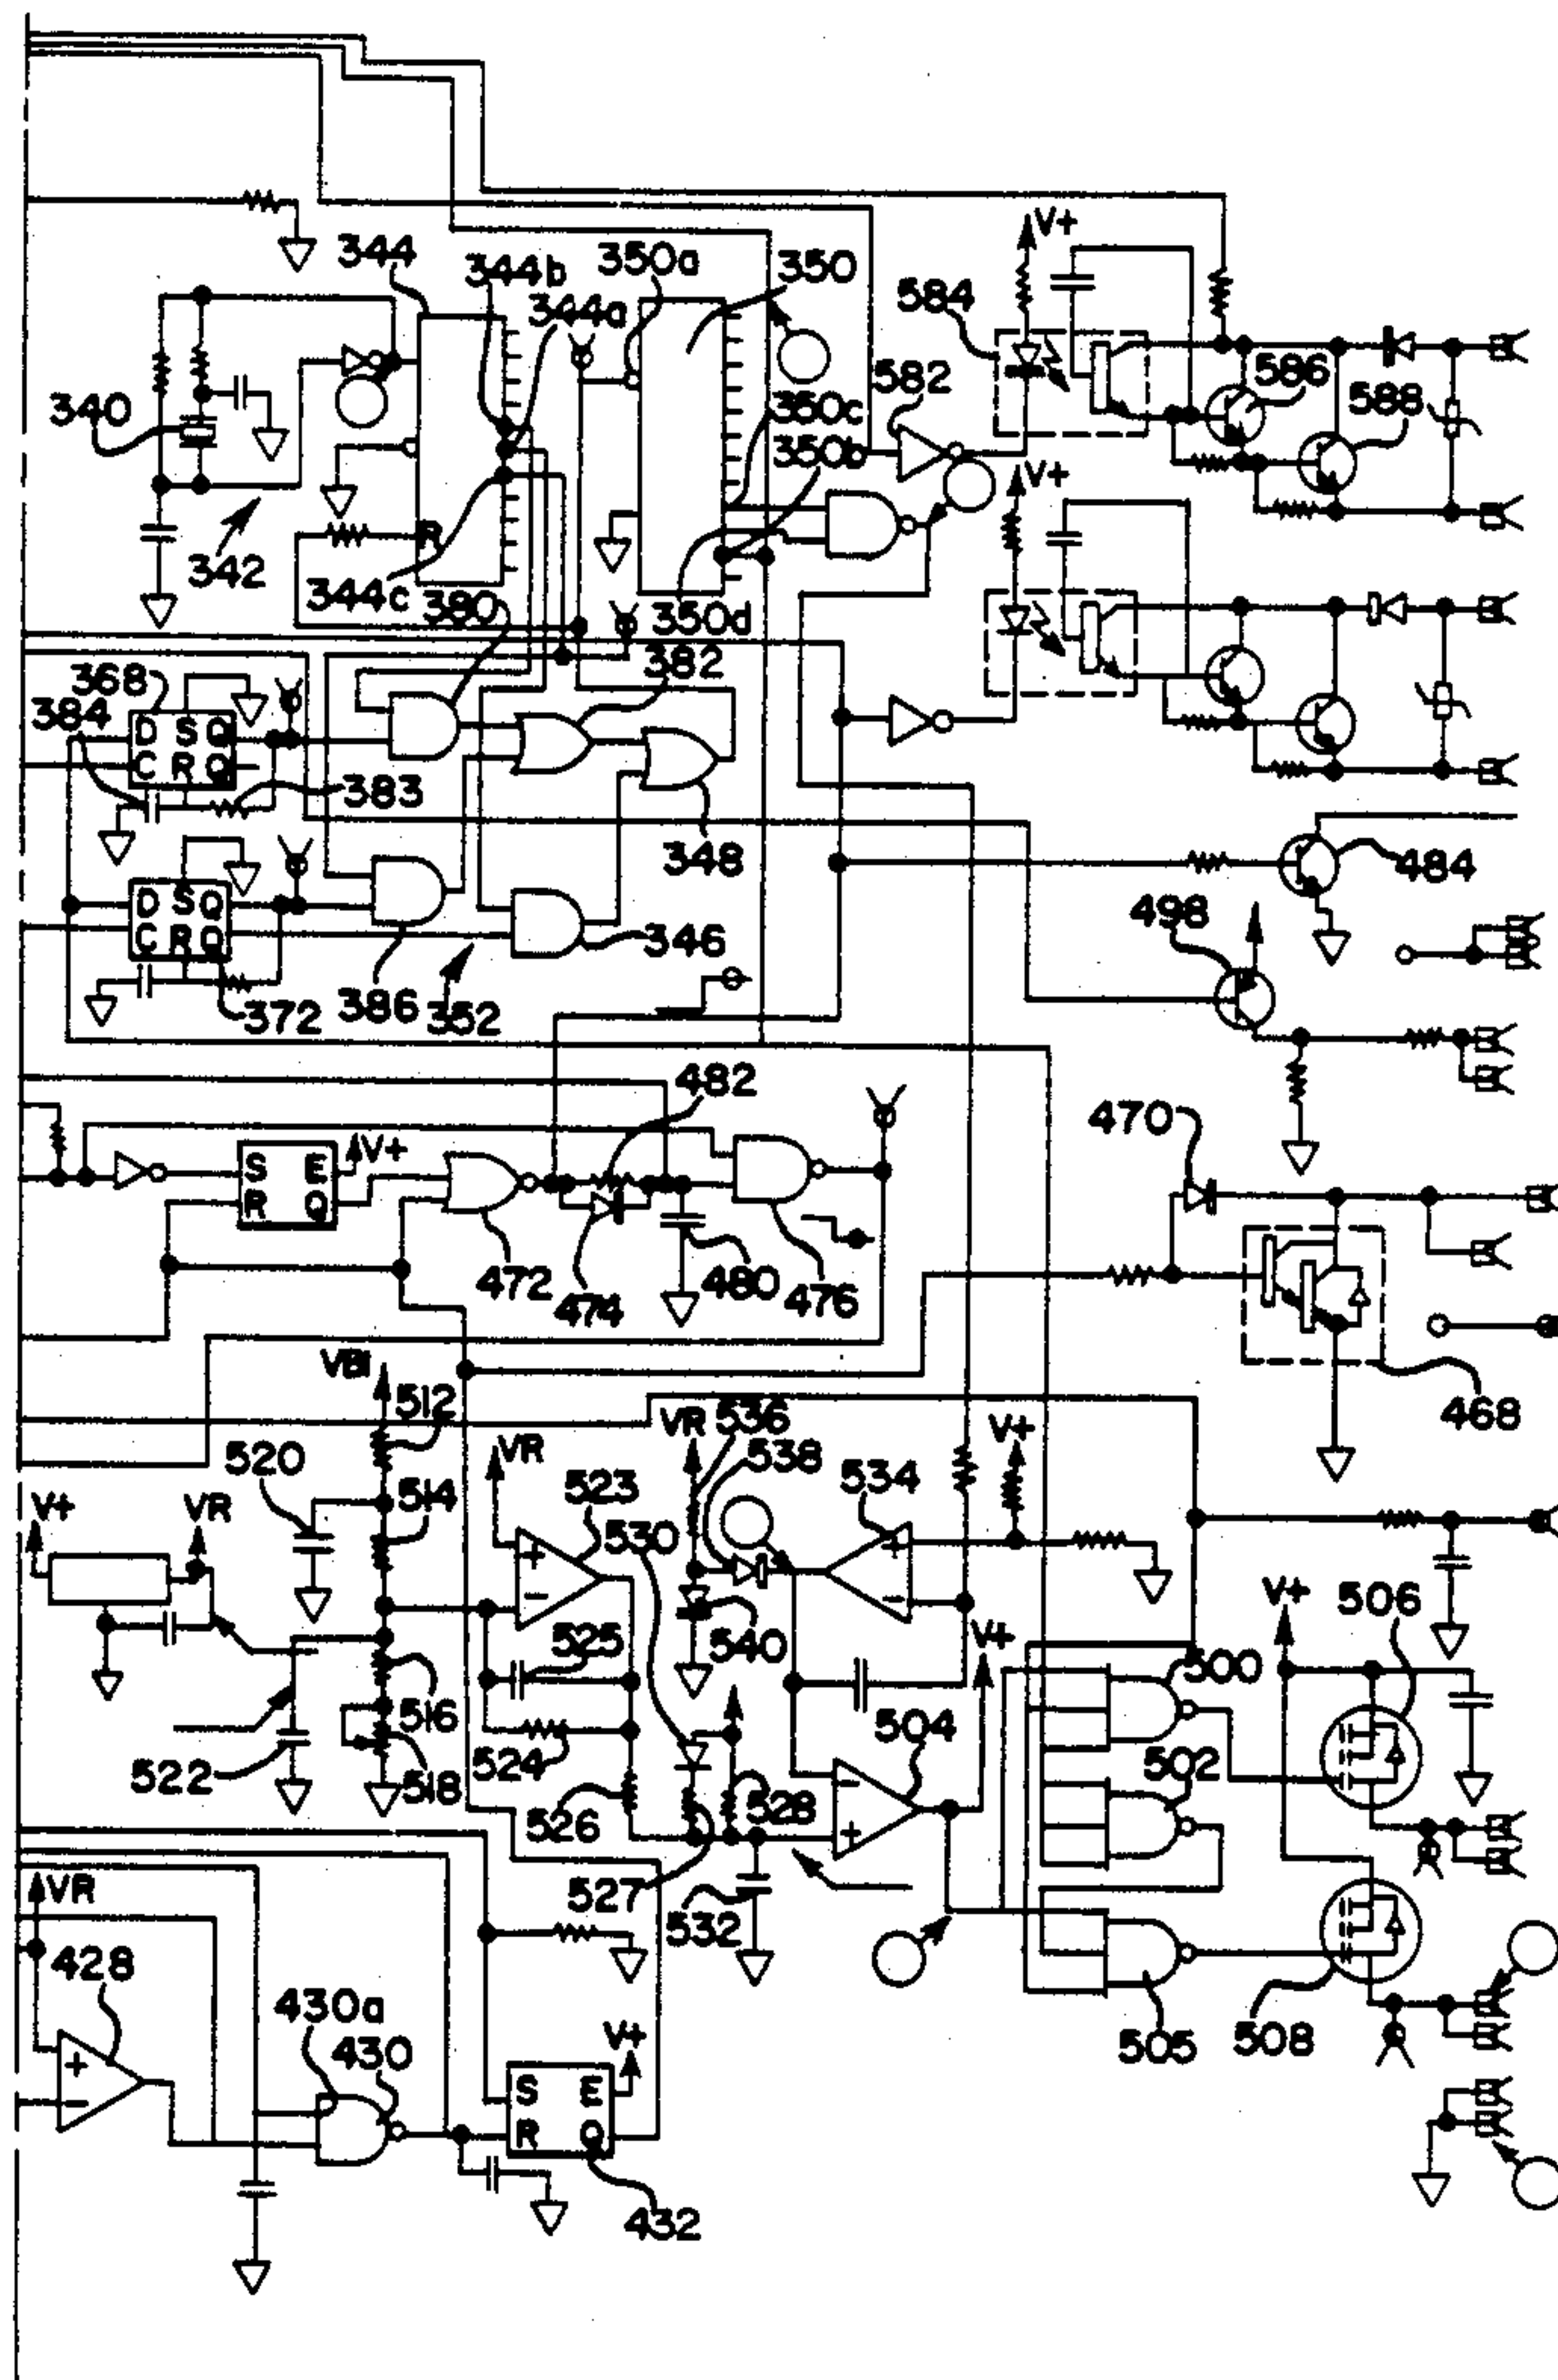 V+
344
344b
350a
350
584
344a
582
586
340
350c
588
350b
V+
R
342
344c
380
350d
382
368
384
D S Q
C R Q
383
348
484
498
D S Q
C R Q
346
372
386
352
482
470
V+
S E
R Q
472
474
480
476
VB1
512
536
468
VR
V+
520
VR
538
534
514
523
V+
VR
530
+
+
V+
506
-
-
540
V+
525
500
516
504
524
502
522
518
526
528
-
+
527
VR
532
428
430a
V+
505
508
430
+
S E
-
R Q
432